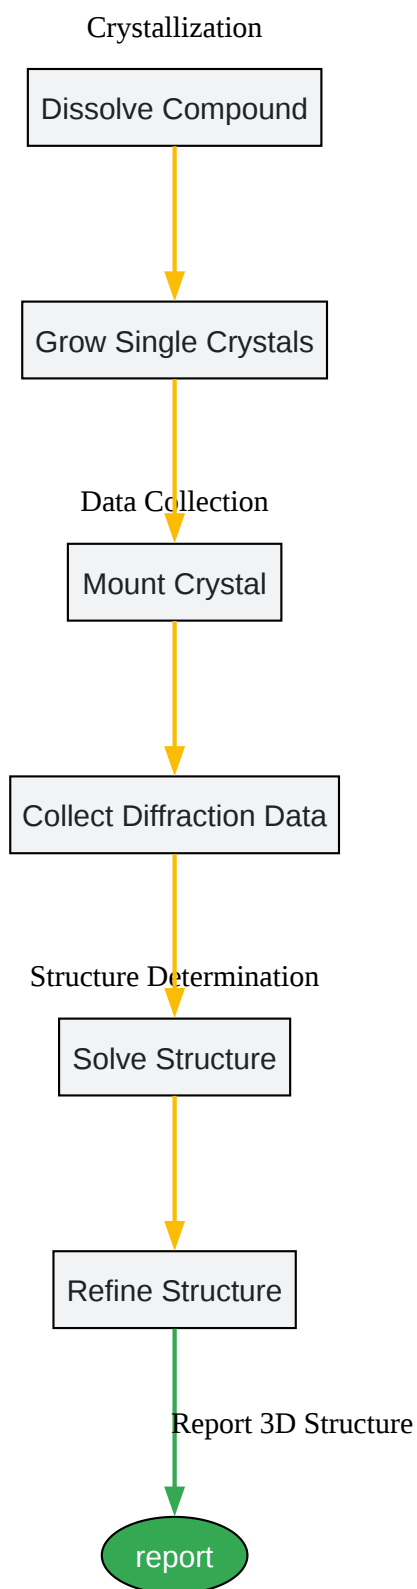 Crystallization
Dissolve Compound
Grow Single Crystals
Data Collection
Mount Crystal
Collect Diffraction Data
Structure Determination
Solve Structure
Refine Structure
Report 3D Structure
report